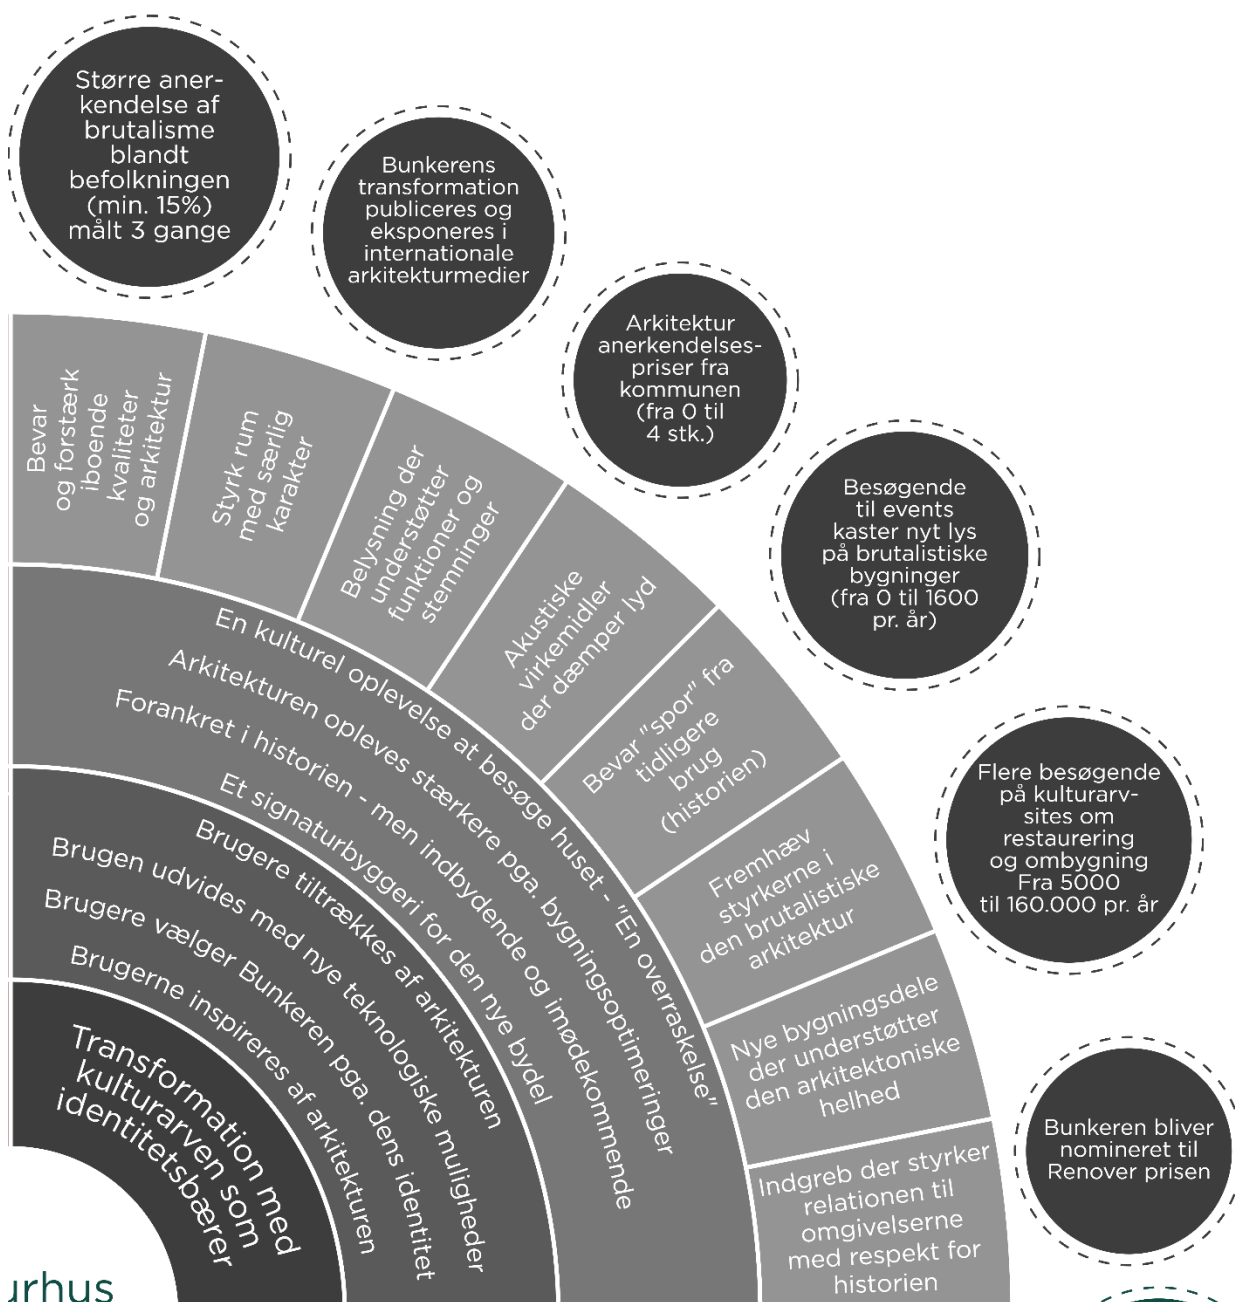 Større aner-
kendelse af
brutalisme
blandt
befolkningen
(min. 15%)
målt 3 gange
Bunkerens
transformation
publiceres og
eksponeres i
internationale
arkitekturmedier
Arkitektur
anerkendelses-
priser fra
kommunen
(fra 0 til
4 stk.)
Besøgende
til events
kaster nyt lys
på brutalistiske
bygninger
(fra 0 til 1600
pr. år)
Flere besøgende
på kulturarv-
sites om
restaurering
og ombygning
Fra 5000
til 160.000 pr. år
Bunkeren bliver
nomineret til
Renover prisen
Bevar
og forstærk
iboende
kvaliteter
og arkitektur
Styrk rum
med særlig
karakter
Belysning der
understøtter
funktioner og
stemninger
Akustiske
virkemidler
der dæmper lyd
Bevar "spor" fra
tidligere
brug
(historien)
Fremhæv
styrkerne i
den brutalistiske
arkitektur
Nye bygningsdele
der understøtter
den arkitektoniske
helhed
Indgreb der styrker
relationen til
omgivelserne
med respekt for
historien
En kulturel oplevelse at besøge huset - "En overraskelse"
Arkitekturen opleves stærkere pga. bygningsoptimeringer
Forankret i historien - men indbydende og imødekommende
Et signaturbyggeri for den nye bydel
Brugere tiltrækkes af arkitekturen
Brugen udvides med nye teknologiske muligheder
Brugere vælger Bunkeren pga. dens identitet
Brugerne inspireres af arkitekturen
Transformation med
kulturarven som
identitetsbærer
urhus